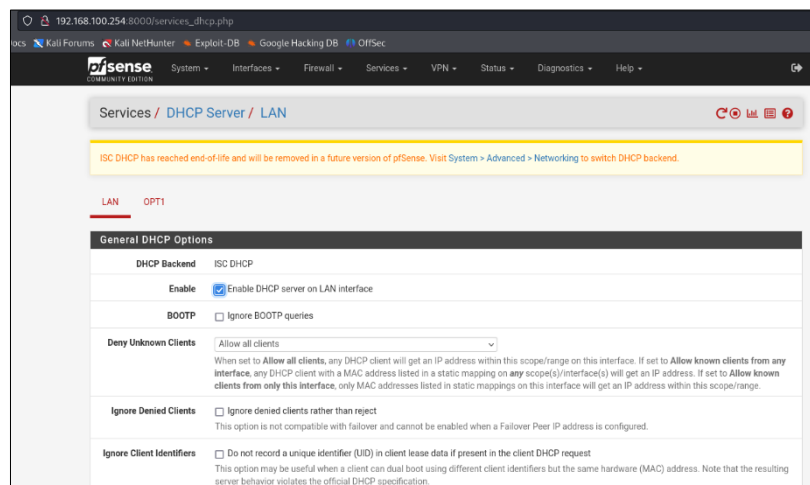 192.168.100.254:8000/services_dhcp.php
ocs Kali Forums Kali NetHunter Exploit-DB Google Hacking DB OffSec
pfsense System Interfaces Firewall Services VPN Status Diagnostics Help
COMMUNITY EDITION
Services / DHCP Server / LAN
ISC DHCP has reached end-of-life and will be removed in a future version of pfSense. Visit System > Advanced > Networking to switch DHCP backend.
LAN OPT1
General DHCP Options
DHCP Backend ISC DHCP
Enable Enable DHCP server on LAN interface
BOOTP Ignore BOOTP queries
Deny Unknown Clients Allow all clients
When set to Allow all clients, any DHCP client will get an IP address within this scope/range on this interface. If set to Allow known clients from any
interface, any DHCP client with a MAC address listed in a static mapping on any scope(s)/interface(s) will get an IP address. If set to Allow known
clients from only this interface, only MAC addresses listed in static mappings on this interface will get an IP address within this scope/range.
Ignore Denied Clients Ignore denied clients rather than reject
This option is not compatible with failover and cannot be enabled when a Failover Peer IP address is configured.
Ignore Client Identifiers Do not record a unique identifier (UID) in client lease data if present in the client DHCP request
This option may be useful when a client can dual boot using different client identifiers but the same hardware (MAC) address. Note that the resulting
server behavior violates the official DHCP specification.